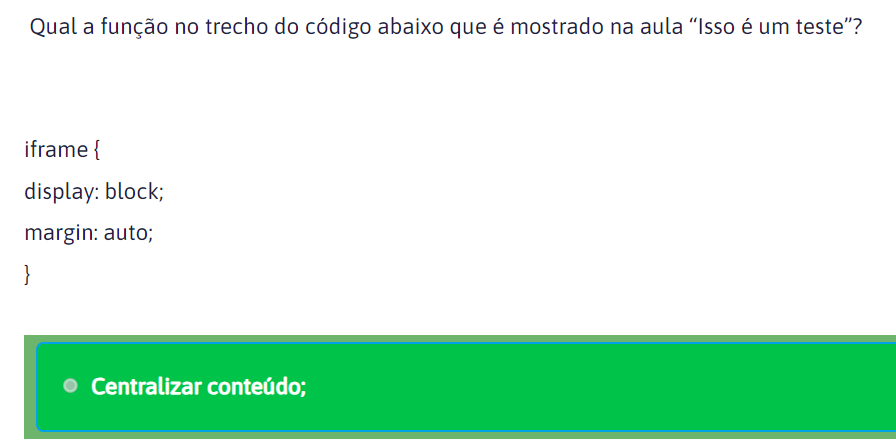 Qual a função no trecho do código abaixo que é mostrado na aula “Isso é um teste”?
iframe {
display: block;
margin: auto;
}
Centralizar conteúdo;